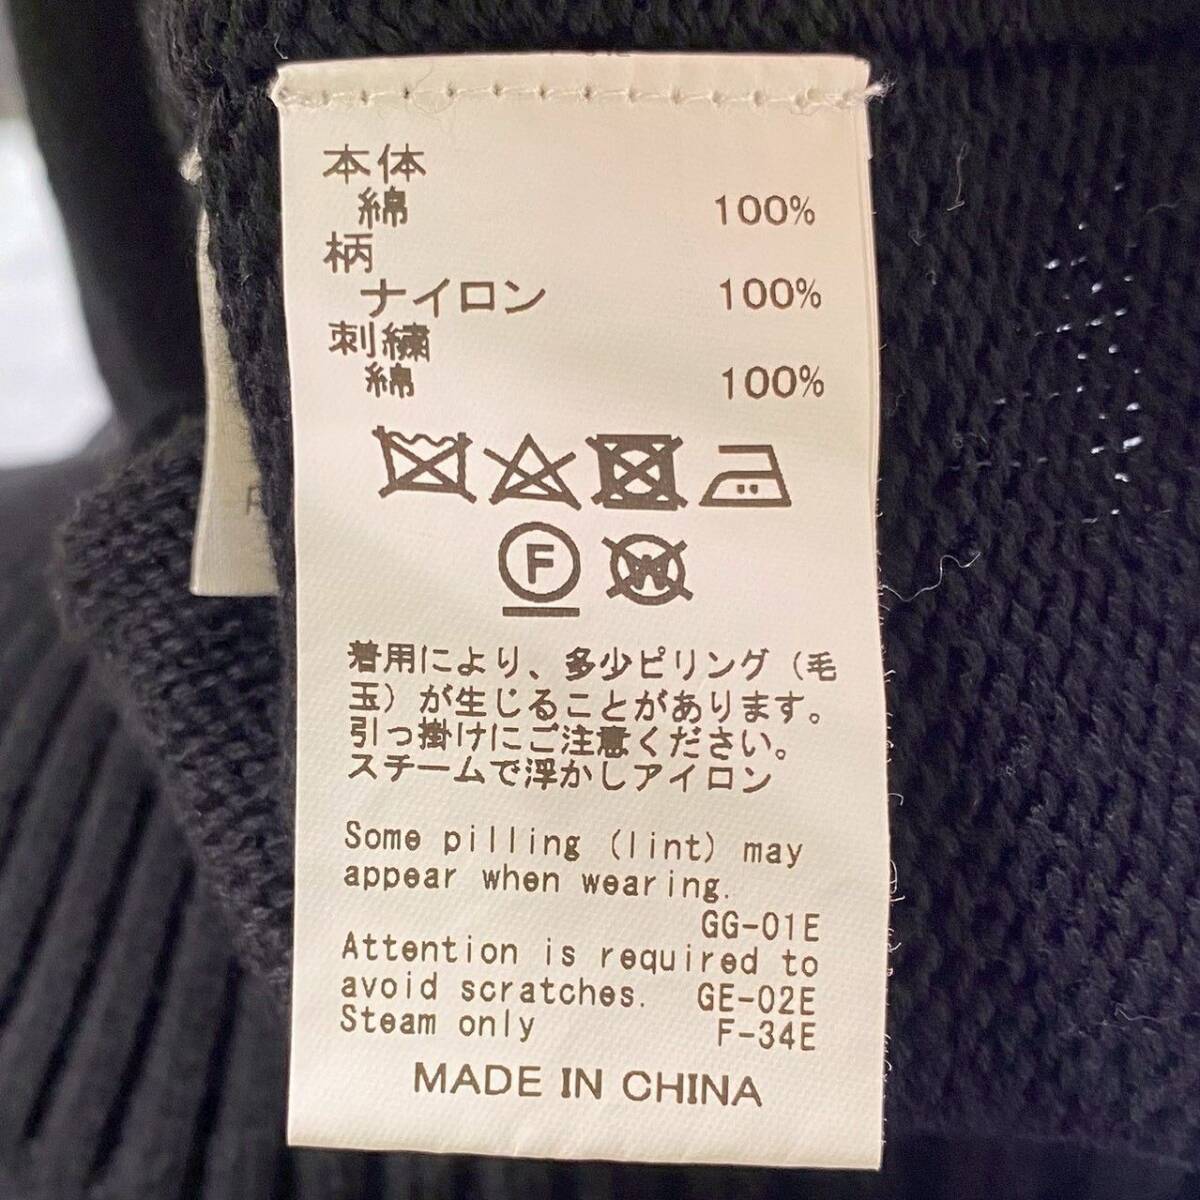 本体
綿 100%
柄
ナイロン 100%
刺繍
綿 100%
F
W
着用により、多少ピリング（毛
玉）が生じることがあります。
引っ掛けにご注意ください。
スチームで浮かしアイロン
Some pilling (lint) may
appear when wearing.
GG-01E
Attention is required to
avoid scratches. GE-02E
Steam only F-34E
MADE IN CHINA